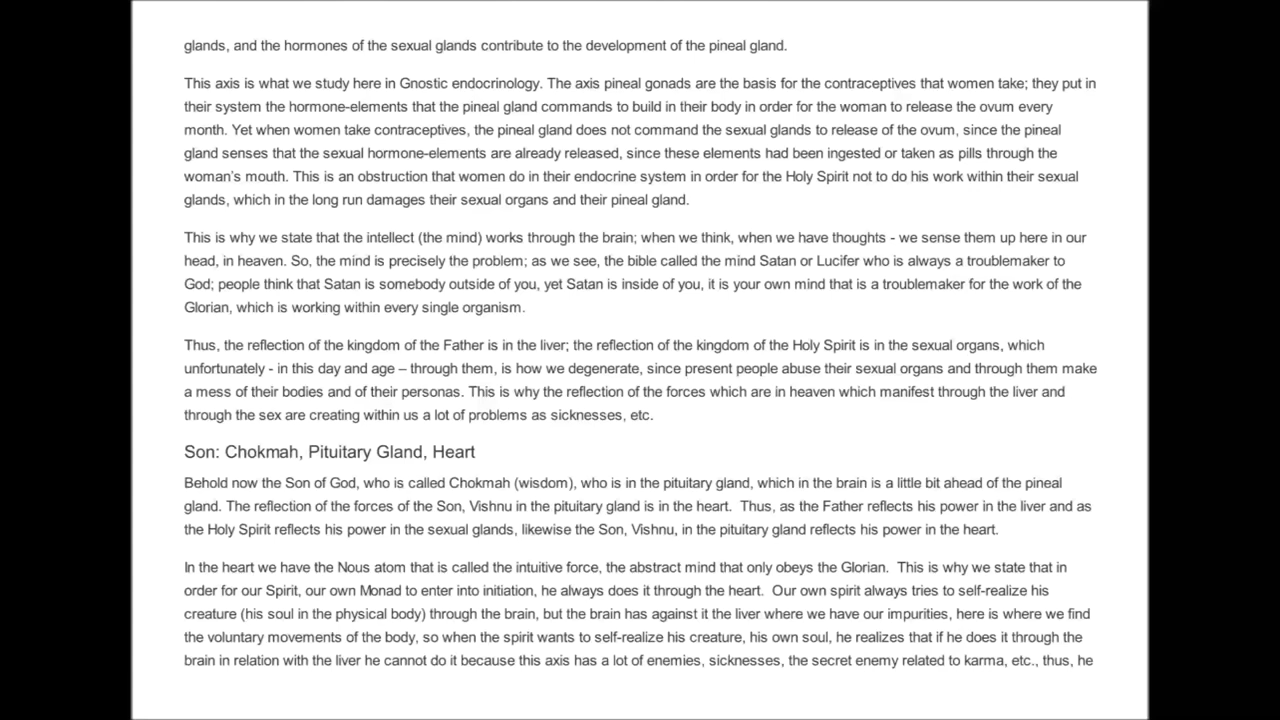 glands, and the hormones of the sexual glands contribute to the development of the pineal gland.
This axis is what we study here in Gnostic endocrinology. The axis pineal gonads are the basis for the contraceptives that women take; they put in
their system the hormone-elements that the pineal gland commands to build in their body in order for the woman to release the ovum every
month. Yet when women take contraceptives, the pineal gland does not command the sexual glands to release of the ovum, since the pineal
gland senses that the sexual hormone-elements are already released, since these elements had been ingested or taken as pills through the
woman's mouth. This is an obstruction that women do in their endocrine system in order for the Holy Spirit not to do his work within their sexual
glands, which in the long run damages their sexual organs and their pineal gland.
This is why we state that the intellect (the mind) works through the brain; when we think, when we have thoughts - we sense them up here in our
head, in heaven. So, the mind is precisely the problem; as we see, the bible called the mind Satan or Lucifer who is always a troublemaker to
God; people think that Satan is somebody outside of you, yet Satan is inside of you, it is your own mind that is a troublemaker for the work of the
Glorian, which is working within every single organism.
Thus, the reflection of the kingdom of the Father is in the liver; the reflection of the kingdom of the Holy Spirit is in the sexual organs, which
unfortunately - in this day and age – through them, is how we degenerate, since present people abuse their sexual organs and through them make
a mess of their bodies and of their personas. This is why the reflection of the forces which are in heaven which manifest through the liver and
through the sex are creating within us a lot of problems as sicknesses, etc.
Son: Chokmah, Pituitary Gland, Heart
Behold now the Son of God, who is called Chokmah (wisdom), who is in the pituitary gland, which in the brain is a little bit ahead of the pineal
gland. The reflection of the forces of the Son, Vishnu in the pituitary gland is in the heart.  Thus, as the Father reflects his power in the liver and as
the Holy Spirit reflects his power in the sexual glands, likewise the Son, Vishnu, in the pituitary gland reflects his power in the heart.
In the heart we have the Nous atom that is called the intuitive force, the abstract mind that only obeys the Glorian.  This is why we state that in
order for our Spirit, our own Monad to enter into initiation, he always does it through the heart.  Our own spirit always tries to self-realize his
creature (his soul in the physical body) through the brain, but the brain has against it the liver where we have our impurities, here is where we find
the voluntary movements of the body, so when the spirit wants to self-realize his creature, his own soul, he realizes that if he does it through the
brain in relation with the liver he cannot do it because this axis has a lot of enemies, sicknesses, the secret enemy related to karma, etc., thus, he